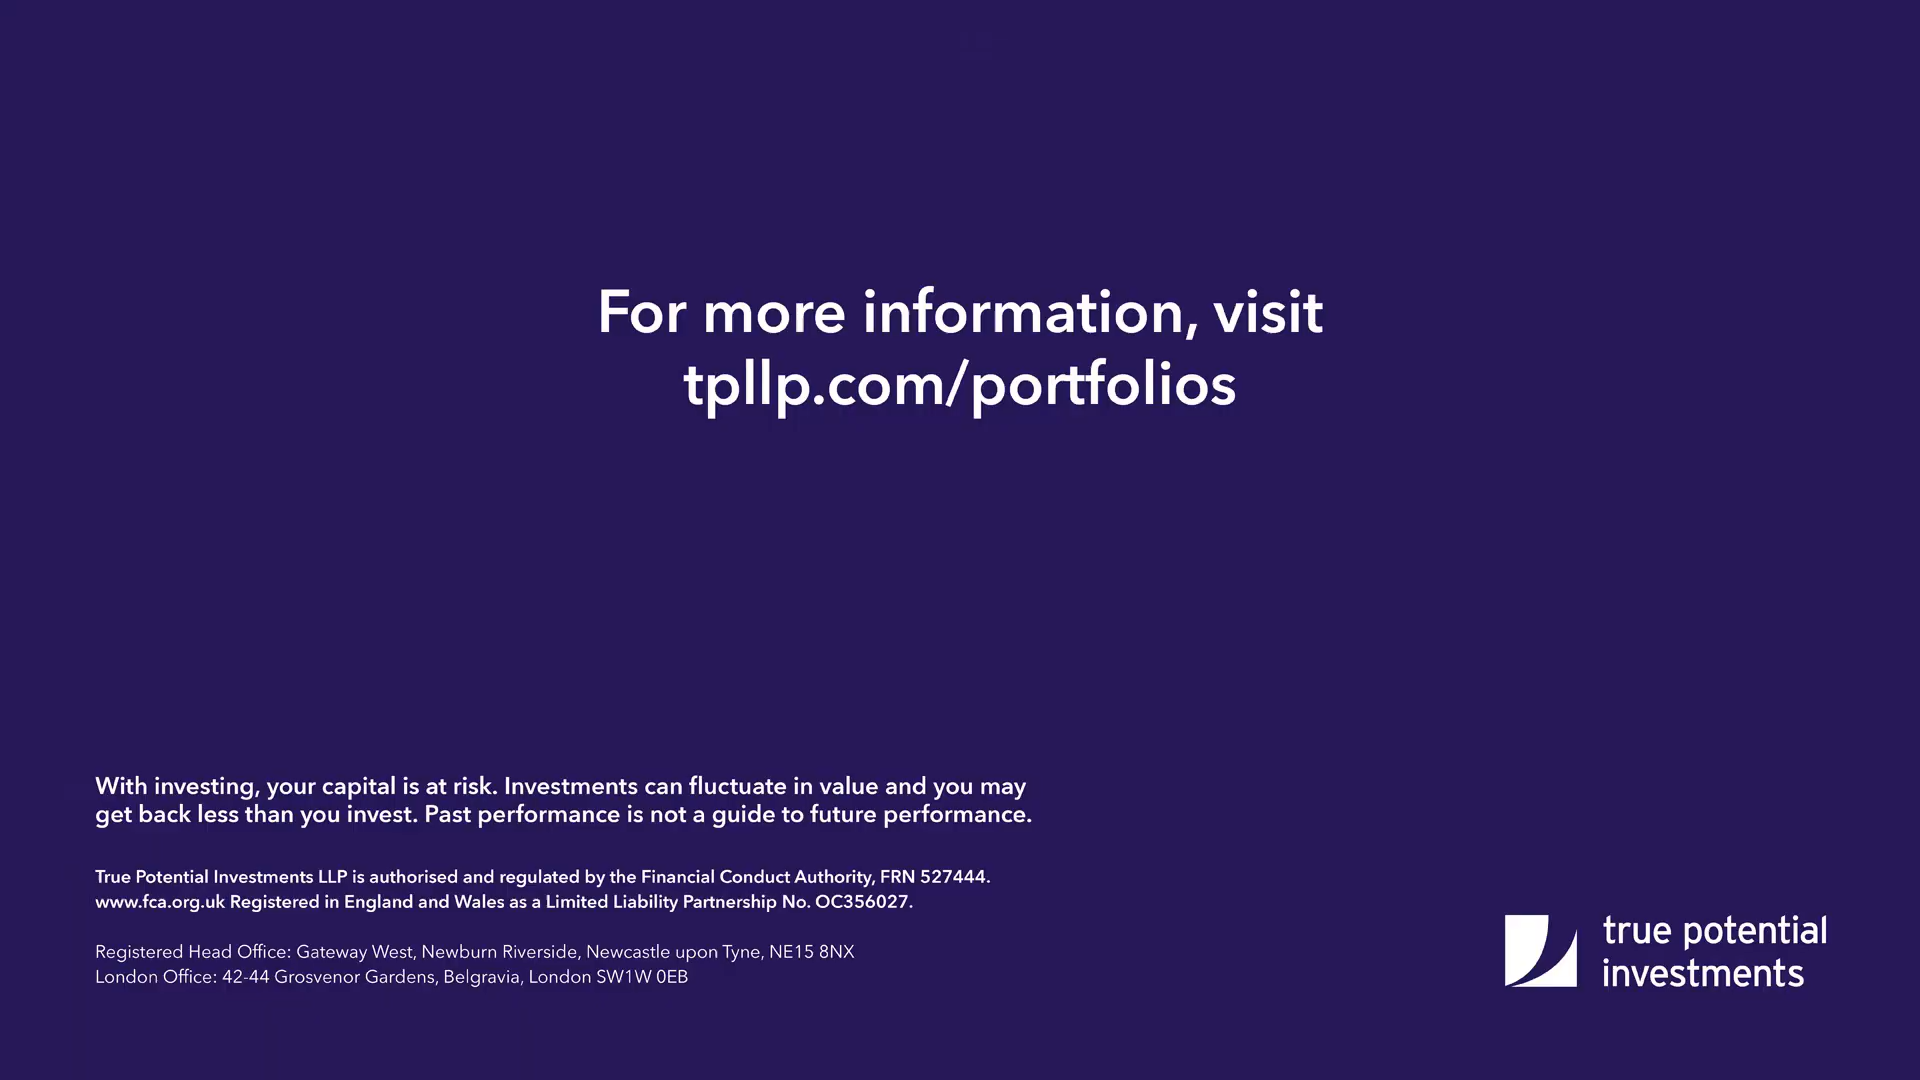 For more information, visit
tpllp.com/portfolios
With investing, your capital is at risk. Investments can fluctuate in value and you may
get back less than you invest. Past performance is not a guide to future performance.
True Potential Investments LLP is authorised and regulated by the Financial Conduct Authority, FRN 527444.
www.fca.org.uk Registered in England and Wales as a Limited Liability Partnership No. OC356027.
Registered Head Office: Gateway West, Newburn Riverside, Newcastle upon Tyne, NE15 8NX
London Office: 42-44 Grosvenor Gardens, Belgravia, London SW1W 0EB
true potential
investments